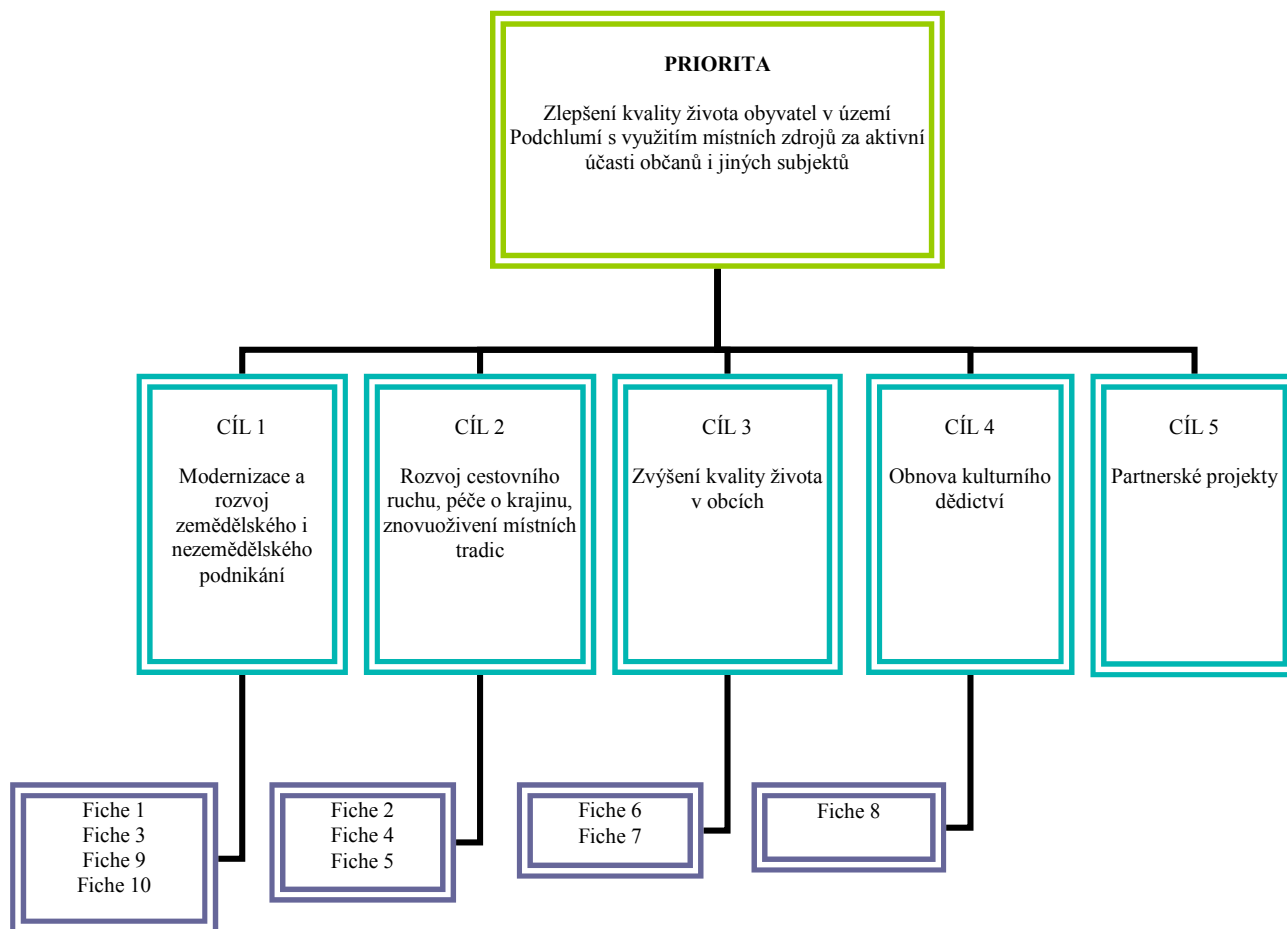 PRIORITA
Zlepšení kvality života obyvatel v území
Podchlumí s využitím místních zdrojů za aktivní
účasti občanů i jiných subjektů
CÍL 1
Modernizace a
rozvoj
zemědělského i
nezemědělského
podnikání
CÍL 2
Rozvoj cestovního
ruchu, péče o krajinu,
znovuoživení místních
tradic
CÍL 3
Zvýšení kvality života
v obcích
CÍL 4
Obnova kulturního
dědictví
CÍL 5
Partnerské projekty
Fiche 1
Fiche 3
Fiche 9
Fiche 10
Fiche 2
Fiche 4
Fiche 5
Fiche 6
Fiche 7
Fiche 8